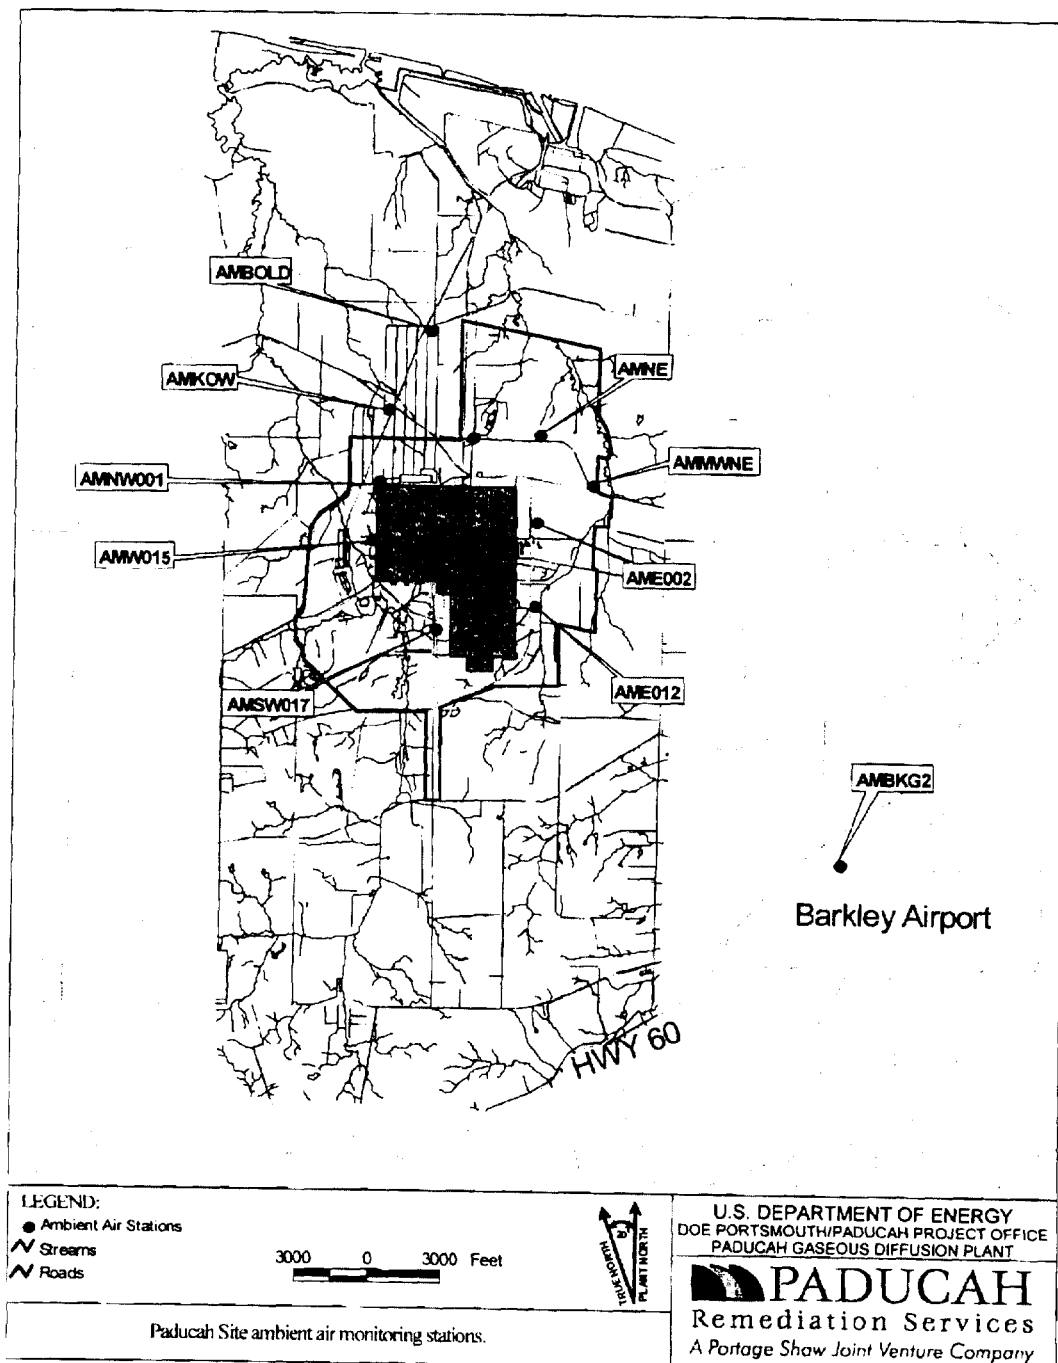 AMBOLD
AMKOW
AMNE
AMNW001
AMMWNE
AMW015
AME002
AMSW017
AME012
AMBKG2
Barkley Airport
HWY 60
LEGEND:
Ambient Air Stations
Streams
Roads
3000 0 3000 Feet
TRUE NORTH
PLANT NORTH
U.S. DEPARTMENT OF ENERGY
DOE PORTSMOUTH/PADUCAH PROJECT OFFICE
PADUCAH GASEOUS DIFFUSION PLANT
PADUCAH
Remediation Services
A Portage Shaw Joint Venture Company
Paducah Site ambient air monitoring stations.